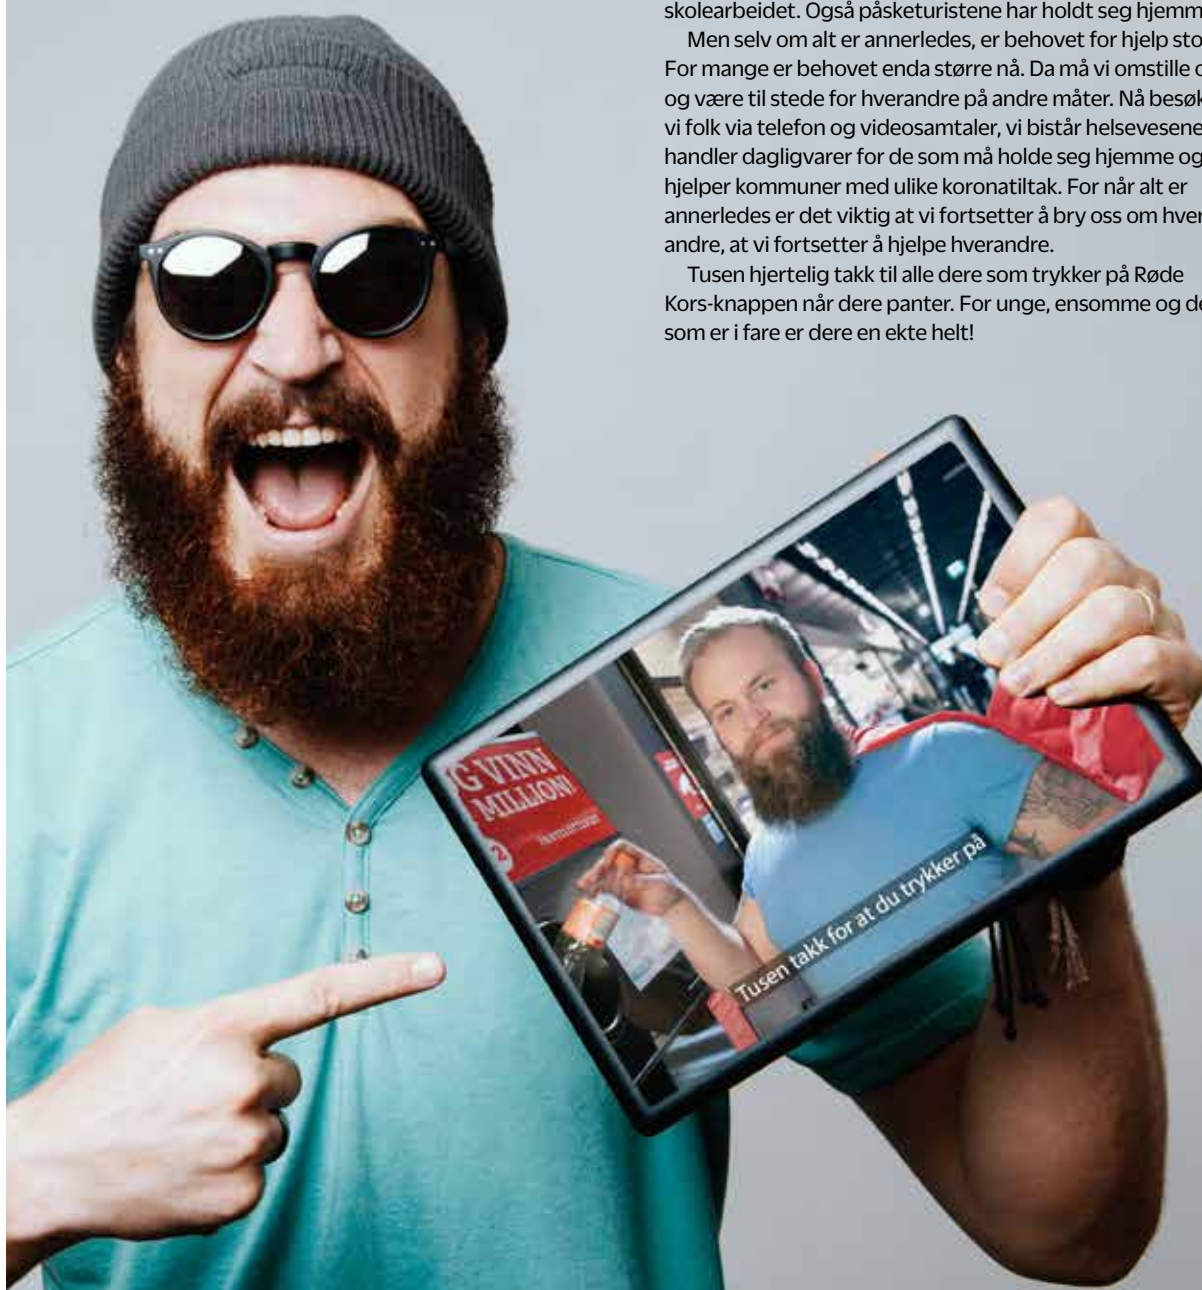 skolearbeidet. Også påsketuristene har holdt seg hjemm
Men selv om alt er annerledes, er behovet for hjelp sto
For mange er behovet enda større nå. Da må vi omstille o
og være til stede for hverandre på andre måter. Nå besøk
vi folk via telefon og videosamtaler, vi bistår helsevesene
handler dagligvarer for de som må holde seg hjemme og
hjelper kommuner med ulike koronatiltak. For når alt er
annerledes er det viktig at vi fortsetter å bry oss om hver
andre, at vi fortsetter å hjelpe hverandre.
Tusen hjertelig takk til alle dere som trykker på Røde
Kors-knappen når dere panter. For unge, ensomme og de
som er i fare er dere en ekte helt!
G VINN
MILLION!
2
Tusen takk for at du trykker på